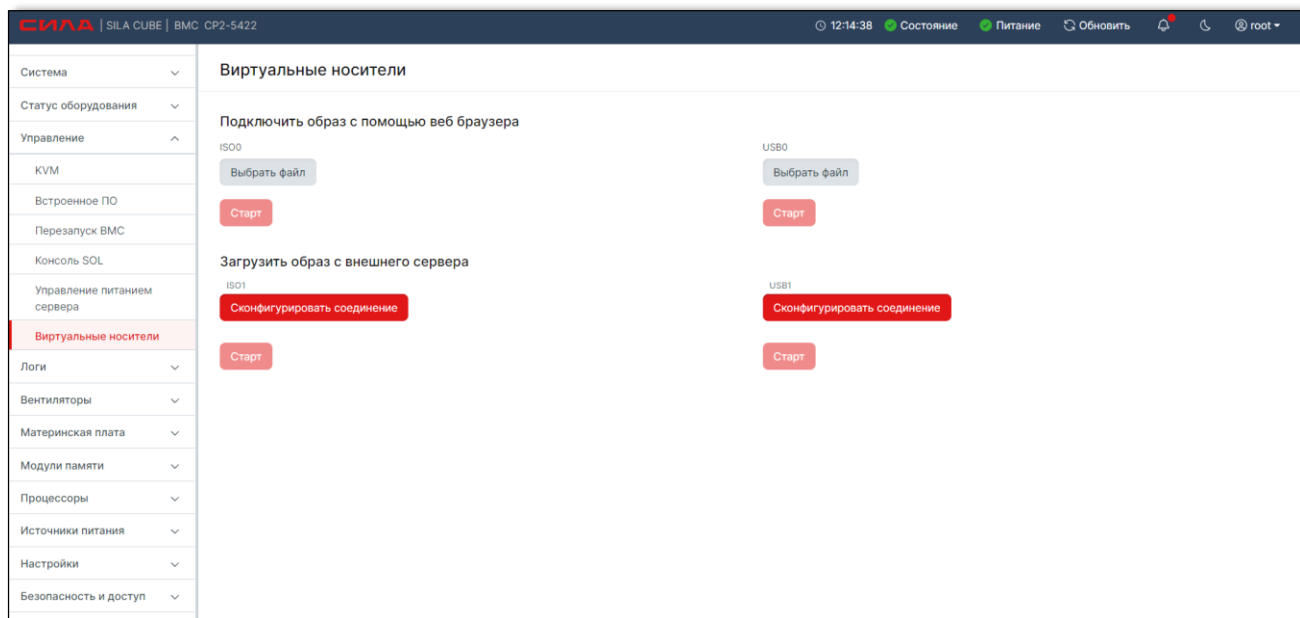 СИЛА | SILA CUBE | BMC CP2-5422 12:14:38 Состояние Питание Обновить root
Система
Статус оборудования
Управление
KVM
Встроенное ПО
Перезапуск BMC
Консоль SOL
Управление питанием
сервера
Виртуальные носители
Логи
Вентиляторы
Материнская плата
Модули памяти
Процессоры
Источники питания
Настройки
Безопасность и доступ
Виртуальные носители
Подключить образ с помощью веб браузера
ISO0 USB0
Выбрать файл Выбрать файл
Старт Старт
Загрузить образ с внешнего сервера
ISO1 USB1
Сконфигурировать соединение Сконфигурировать соединение
Старт Старт